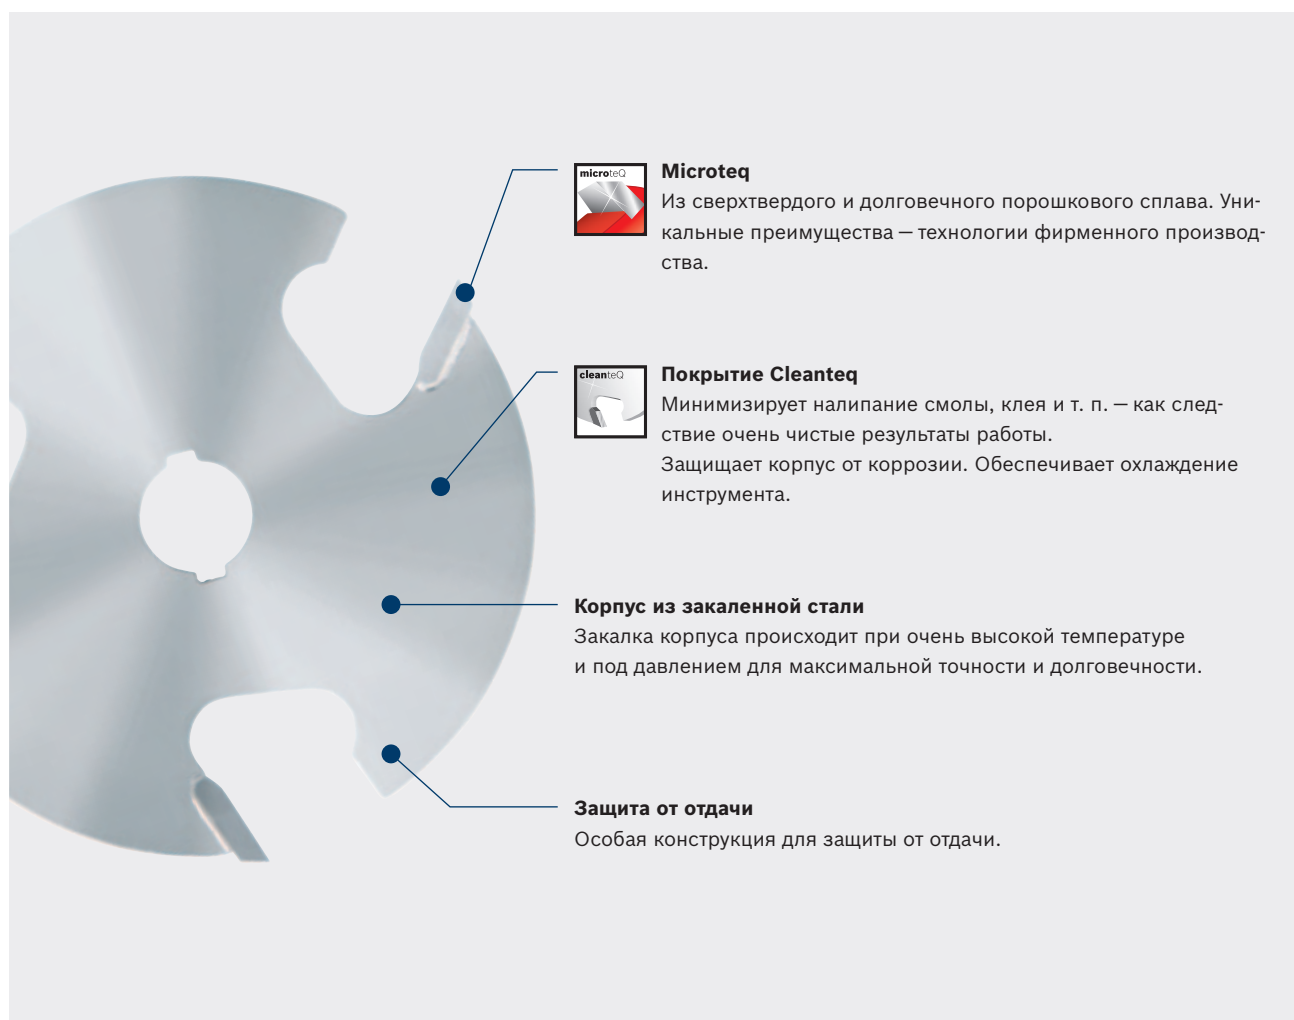 microteQ
Microteq
Из сверхтвердого и долговечного порошкового сплава. Уни-
кальные преимущества — технологии фирменного производ-
ства.
cleanteQ
Покрытие Cleanteq
Минимизирует налипание смолы, клея и т. п. — как след-
ствие очень чистые результаты работы.
Защищает корпус от коррозии. Обеспечивает охлаждение
инструмента.
Корпус из закаленной стали
Закалка корпуса происходит при очень высокой температуре
и под давлением для максимальной точности и долговечности.
Защита от отдачи
Особая конструкция для защиты от отдачи.